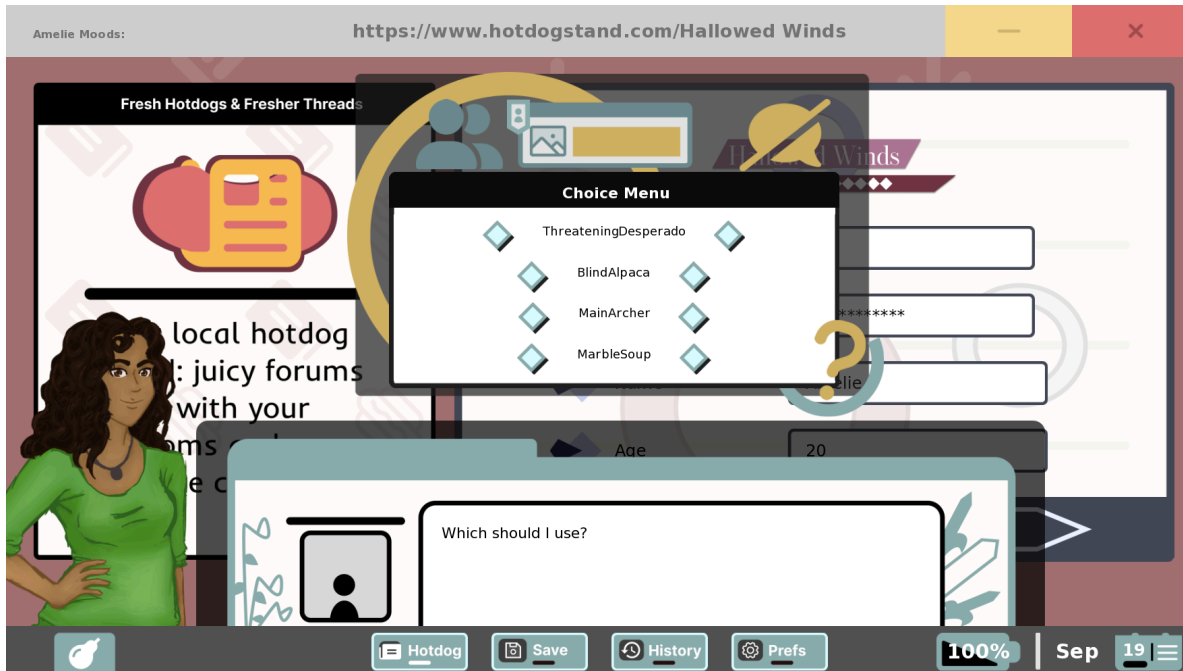 Amelie Moods:
https://www.hotdogstand.com/Hallowed Winds
Fresh Hotdogs & Fresher Threads
local hotdog
: juicy forums
with your
Winds
Choice Menu
ThreateningDesperado
BlindAlpaca
MainArcher
MarbleSoup
********
Age
20
Which should I use?
Hotdog
Save
History
Prefs
100%
Sep
19